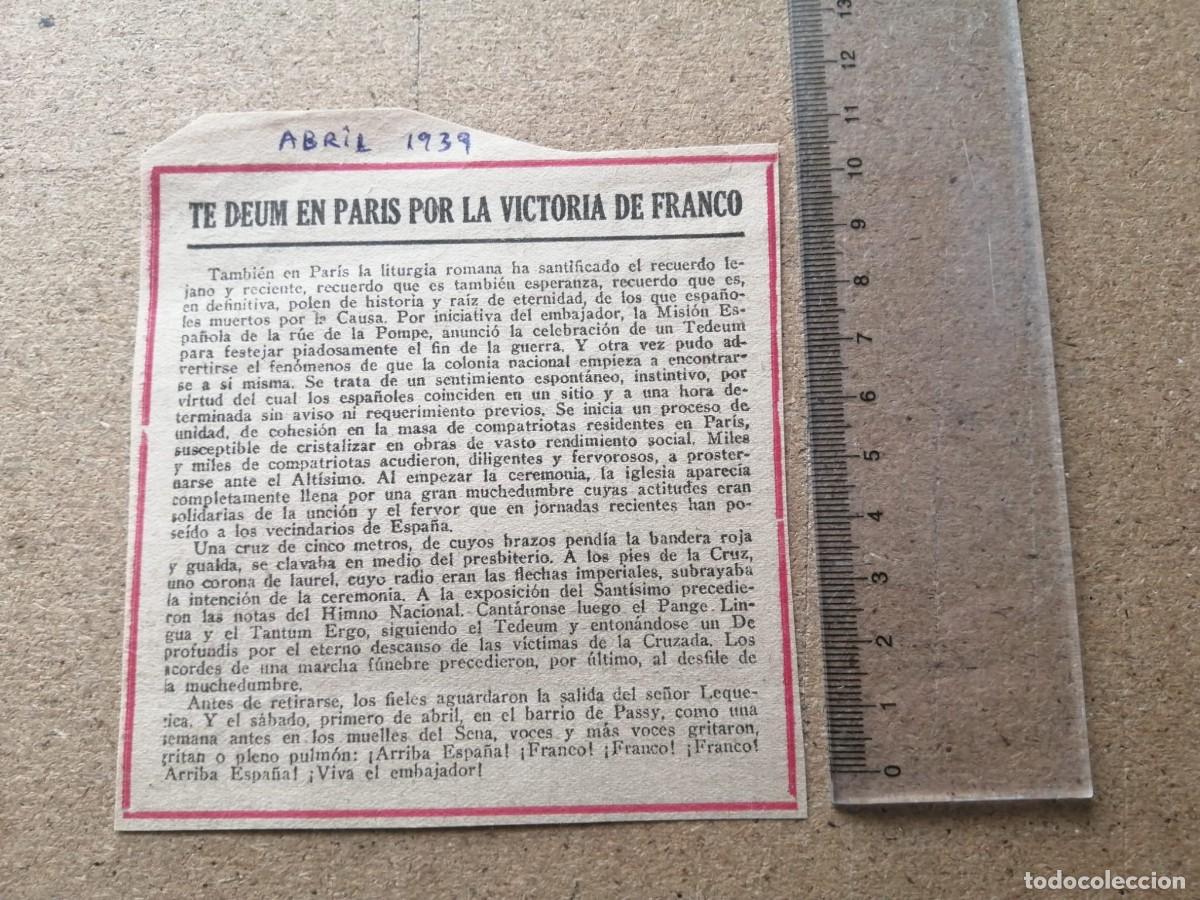 ABRIL 1939
TE DEUM EN PARIS POR LA VICTORIA DE FRANCO
También en París la liturgia romana ha santificado el recuerdo le-
jano y reciente, recuerdo que es también esperanza, recuerdo que es,
en definitiva, polen de historia y raíz de eternidad, de los que españo-
les muertos por la Causa. Por iniciativa del embajador, la Misión Es-
pañola de la rúe de la Pompe, anunció la celebración de un Tedeum
para festejar piadosamente el fin de la guerra. Y otra vez pudo ad-
vertirse el fenómenos de que la colonia nacional empieza a encontrar-
se a sí misma. Se trata de un sentimiento espontáneo, instintivo, por
virtud del cual los españoles coinciden en un sitio y a una hora de-
terminada sin aviso ni requerimiento previos. Se inicia un proceso de
unidad, de cohesión en la masa de compatriotas residentes en París,
susceptible de cristalizar en obras de vasto rendimiento social. Miles
y miles de compatriotas acudieron, diligentes y fervorosos, a proster-
narse ante el Altísimo. Al empezar la ceremonia, la iglesia aparecía
completamente llena por una gran muchedumbre cuyas actitudes eran
solidarias de la unción y el fervor que en jornadas recientes han po-
seído a los vecindarios de España.
Una cruz de cinco metros, de cuyos brazos pendía la bandera roja
y gualda, se clavaba en medio del presbiterio. A los pies de la Cruz,
uno corona de laurel, cuyo radio eran las flechas imperiales, subrayaba
la intención de la ceremonia. A la exposición del Santísimo precedie-
ron las notas del Himno Nacional. Cantáronse luego el Pange. Lin-
gua y el Tantum Ergo, siguiendo el Tedeum y entonándose un De
profundis por el eterno descanso de las víctimas de la Cruzada. Los
acordes de una marcha fúnebre precedieron, por último, al desfile de
la muchedumbre.
Antes de retirarse, los fieles aguardaron la salida del señor Leque-
rica. Y el sábado, primero de abril, en el barrio de Passy, como una
semana antes en los muelles del Sena, voces y más voces gritaron,
gritan o pleno pulmón: ¡Arriba España! ¡Franco! ¡Franco! ¡Franco!
Arriba España! ¡Viva el embajador!
13
12
11
10
9
8
7
6
5
4
3
2
1
0
todocoleccion